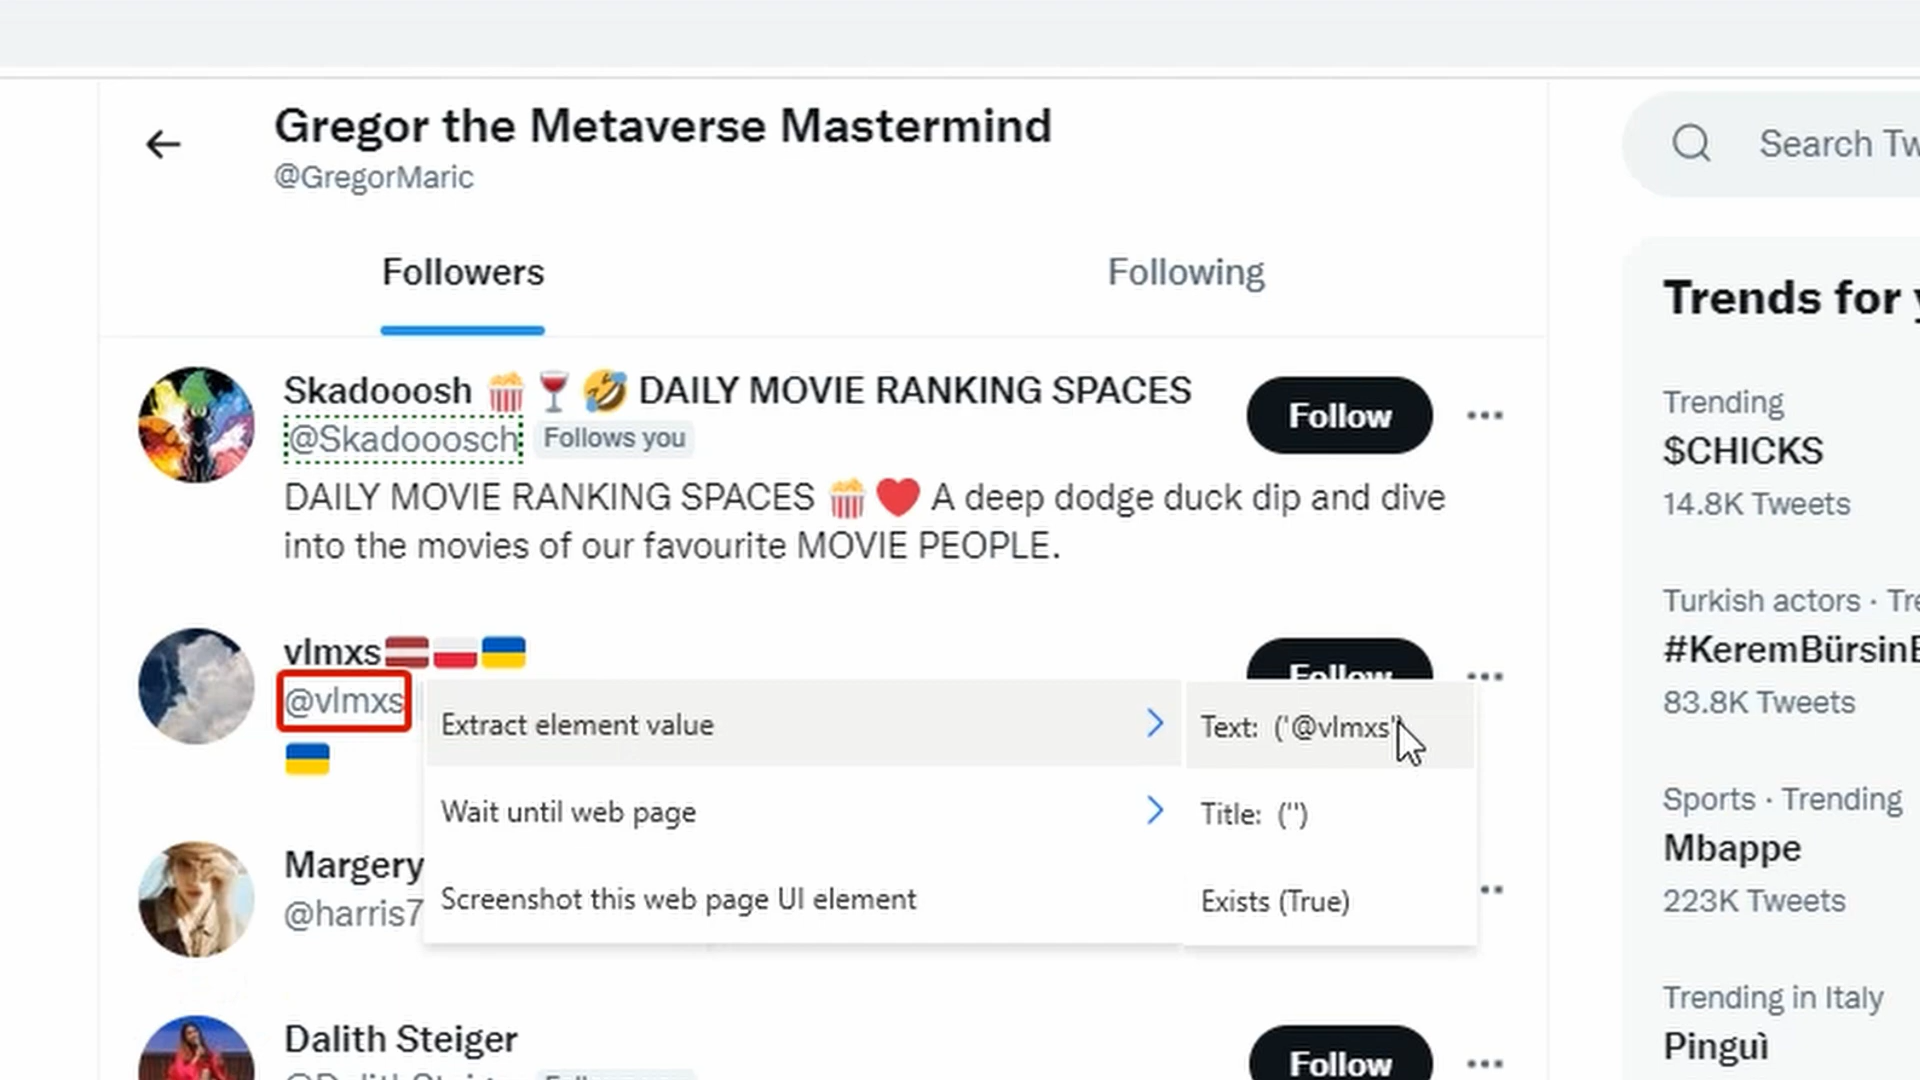 Gregor the Metaverse Mastermind
@GregorMaric
Search Tw
Followers
Following
Skadooosh 🍿🍷🤣 DAILY MOVIE RANKING SPACES
@Skadooosch Follows you
Follow
DAILY MOVIE RANKING SPACES 🍿❤️ A deep dodge duck dip and dive
into the movies of our favourite MOVIE PEOPLE.
vlmxs🇱🇻🇵🇱🇺🇦
@vlmxs
Follow
🇺🇦
Extract element value
Wait until web page
Screenshot this web page UI element
Text: ('@vlmxs')
Title: ('')
Exists (True)
Margery
@harris7
Dalith Steiger
Follow
Trends for y
Trending
$CHICKS
14.8K Tweets
Turkish actors · Tre
#KeremBürsinE
83.8K Tweets
Sports · Trending
Mbappe
223K Tweets
Trending in Italy
Pinguì